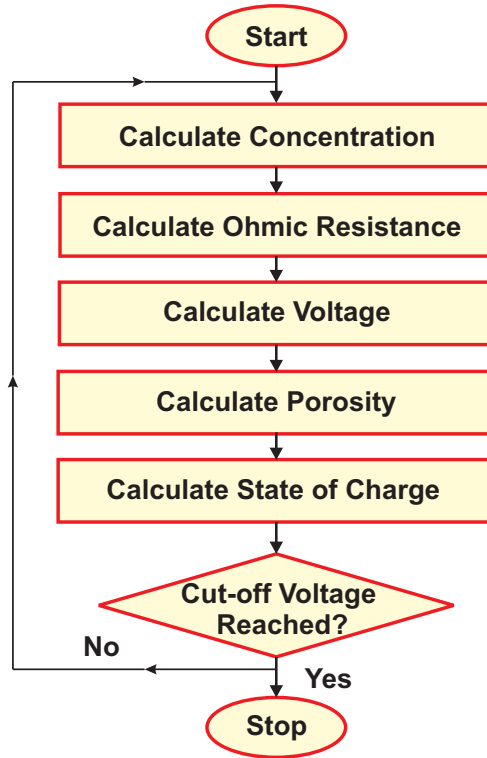 Start
Calculate Concentration
Calculate Ohmic Resistance
Calculate Voltage
Calculate Porosity
Calculate State of Charge
Cut-off Voltage
Reached?
No
Yes
Stop